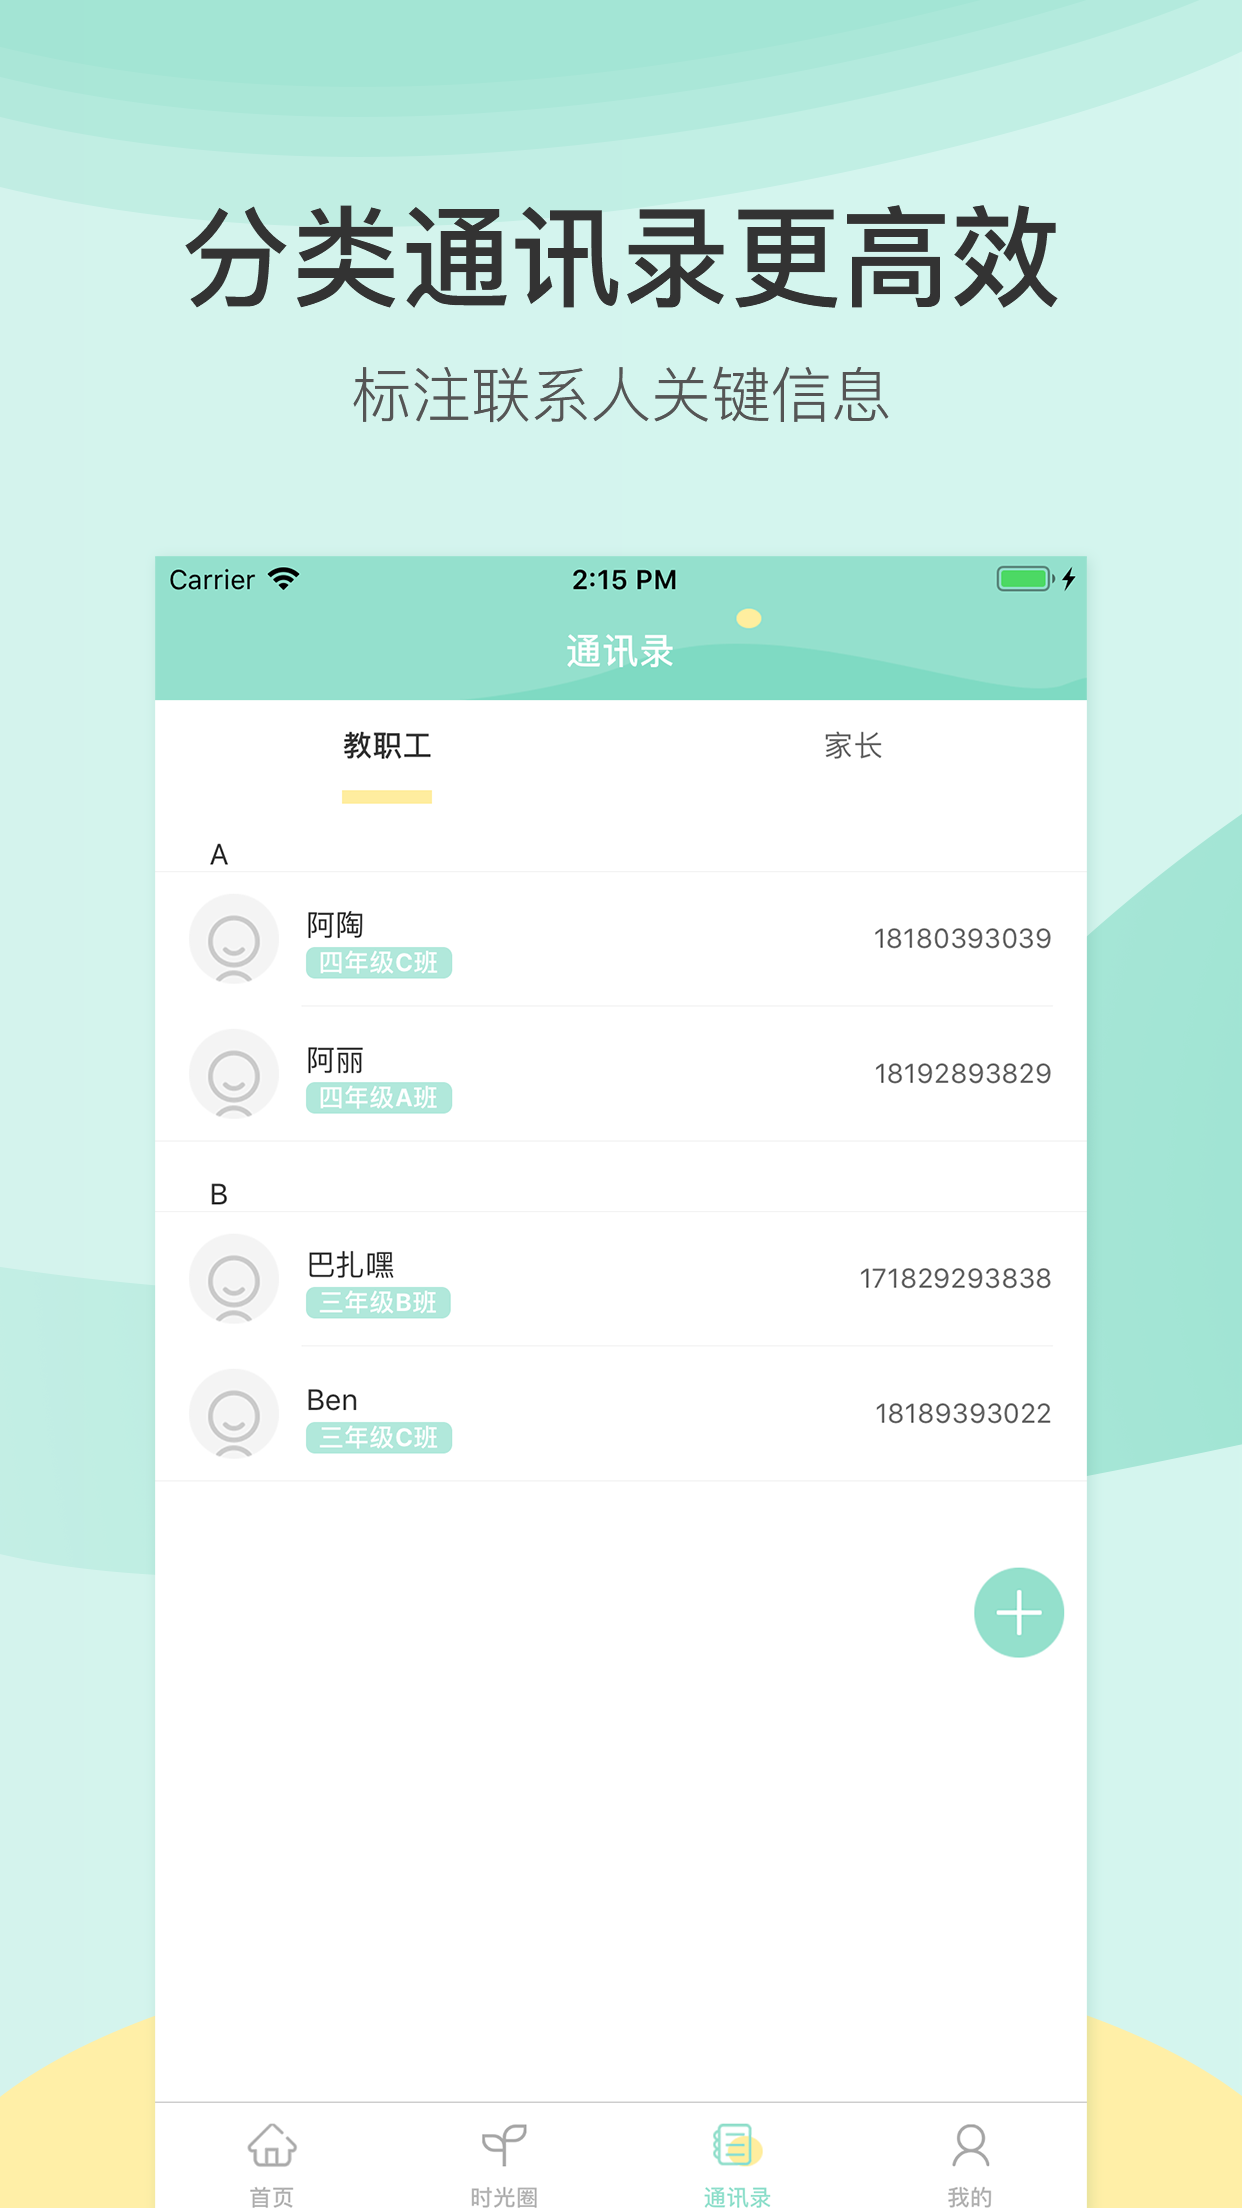 分类通讯录更高效
标注联系人关键信息
Carrier 2:15 PM
通讯录
教职工 家长
A
阿陶
四年级C班
18180393039
阿丽
四年级A班
18192893829
B
巴扎嘿
三年级B班
171829293838
Ben
三年级C班
18189393022
首页 时光圈 通讯录 我的